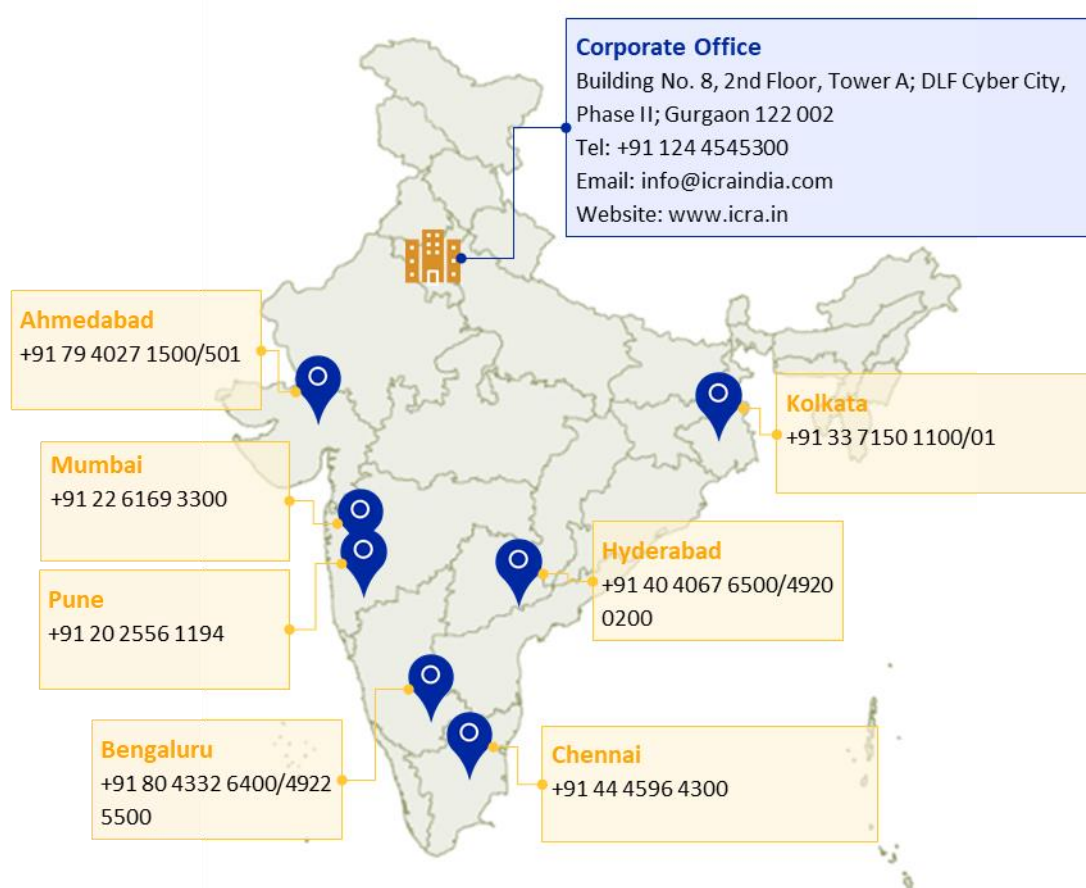 Corporate Office
Building No. 8, 2nd Floor, Tower A; DLF Cyber City,
Phase II; Gurgaon 122 002
Tel: +91 124 4545300
Email: info@icraindia.com
Website: www.icra.in
Ahmedabad
+91 79 4027 1500/501
Kolkata
+91 33 7150 1100/01
Mumbai
+91 22 6169 3300
Hyderabad
+91 40 4067 6500/4920
0200
Pune
+91 20 2556 1194
Bengaluru
+91 80 4332 6400/4922
5500
Chennai
+91 44 4596 4300